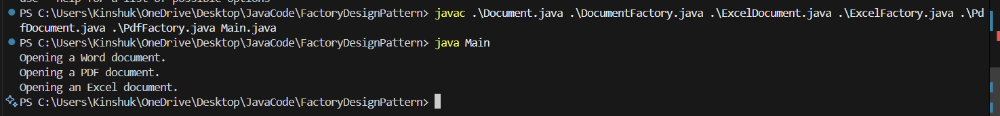 use --help for a list of possible options
PS C:\Users\Kinshuk\OneDrive\Desktop\JavaCode\FactoryDesignPattern> javac .\Document.java .\DocumentFactory.java .\ExcelDocument.java .\ExcelFactory.java .\Pd
fDocument.java .\PdfFactory.java Main.java
PS C:\Users\Kinshuk\OneDrive\Desktop\JavaCode\FactoryDesignPattern> java Main
Opening a Word document.
Opening a PDF document.
Opening an Excel document.
PS C:\Users\Kinshuk\OneDrive\Desktop\JavaCode\FactoryDesignPattern>